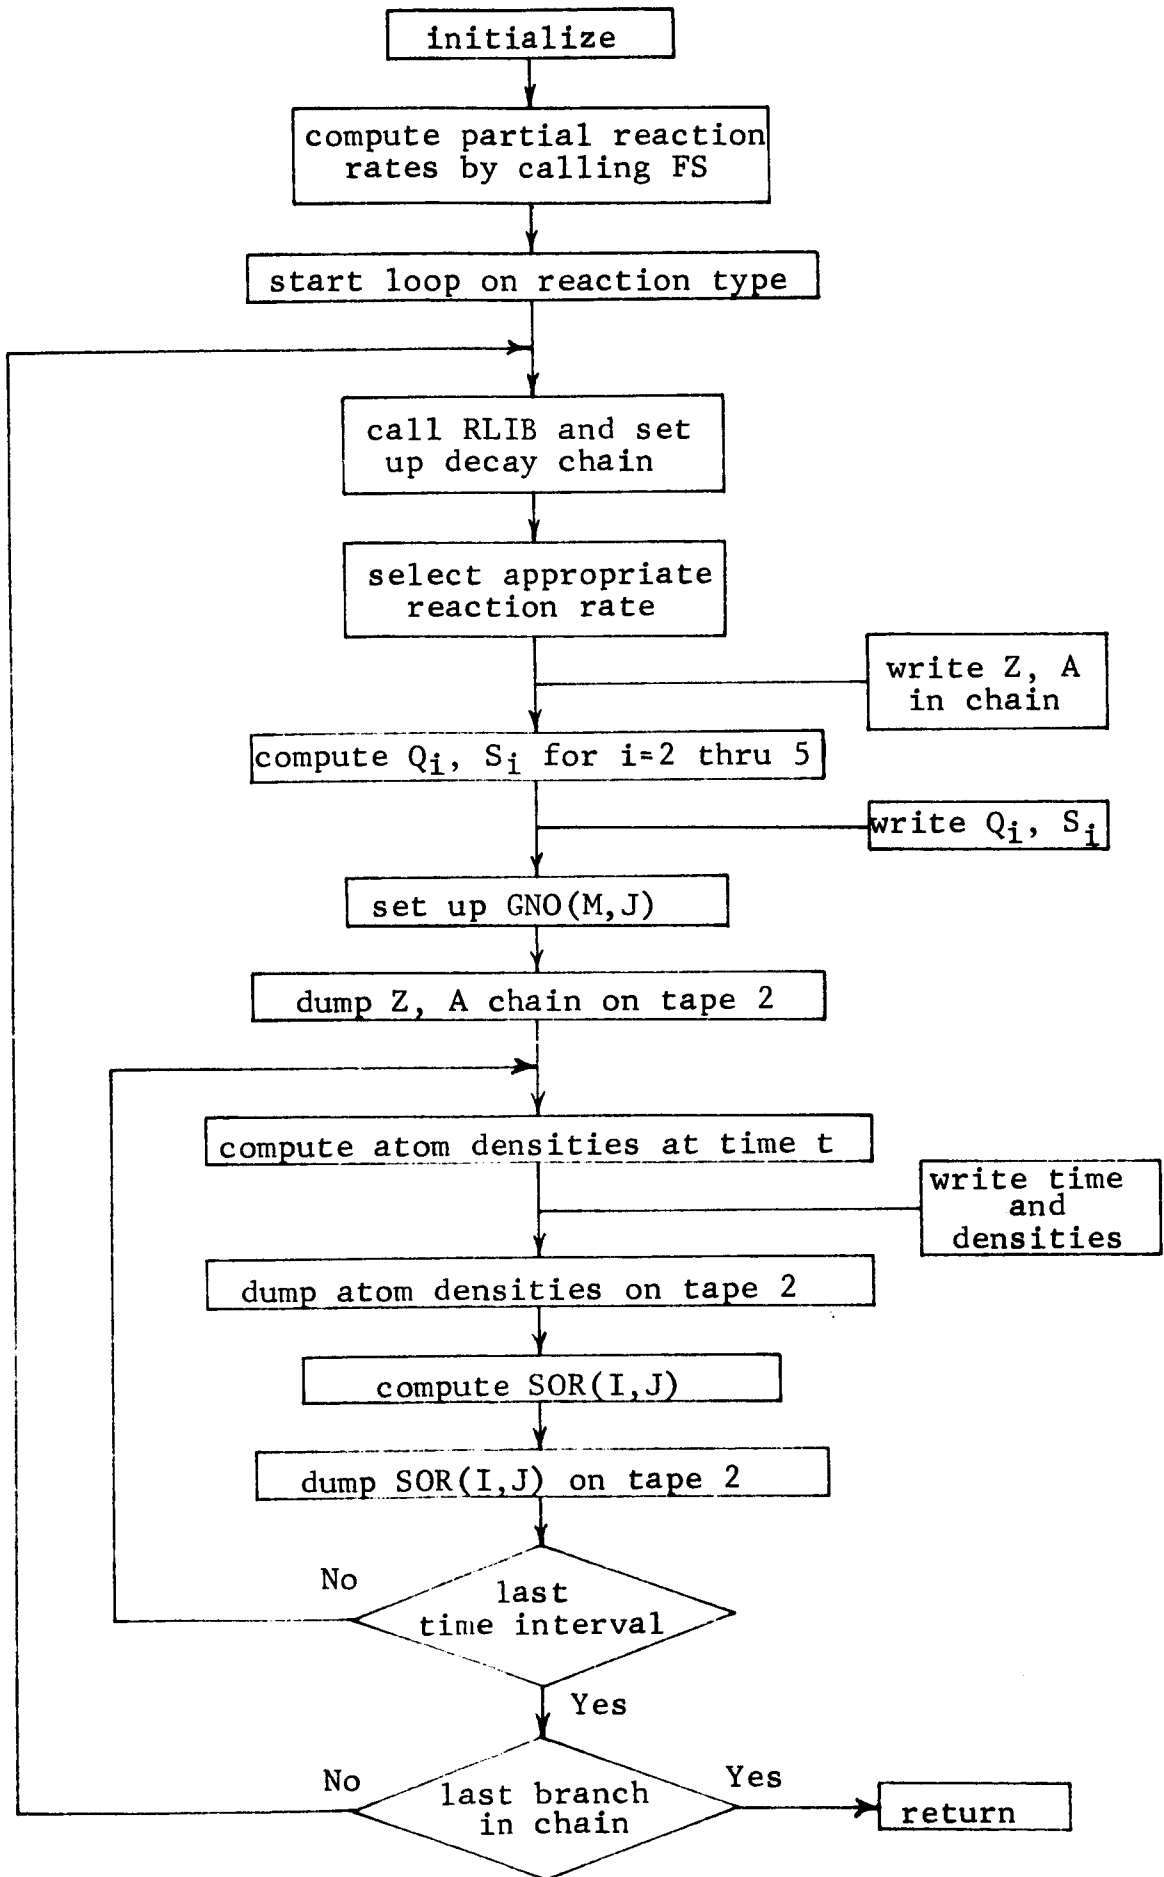 initialize
compute partial reaction
rates by calling FS
start loop on reaction type
call RLIB and set
up decay chain
select appropriate
reaction rate
write Z, A
in chain
compute Qi, Si for i=2 thru 5
write Qi, Si
set up GNO(M,J)
dump Z, A chain on tape 2
compute atom densities at time t
write time
and
densities
dump atom densities on tape 2
compute SOR(I,J)
dump SOR(I,J) on tape 2
No
last
time interval
Yes
No
last branch
in chain
Yes
return